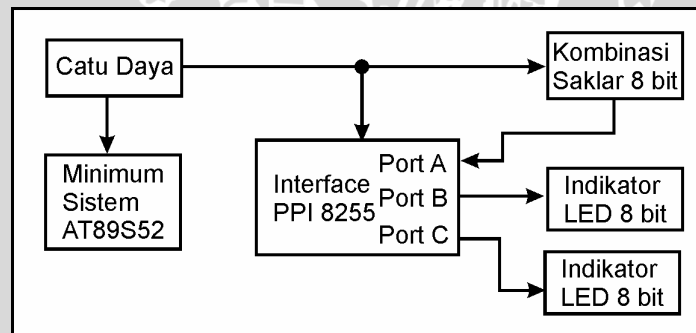 Catu Daya
Kombinasi
Saklar 8 bit
Minimum
Sistem
AT89S52
Interface
PPI 8255
Port A
Port B
Port C
Indikator
LED 8 bit
Indikator
LED 8 bit